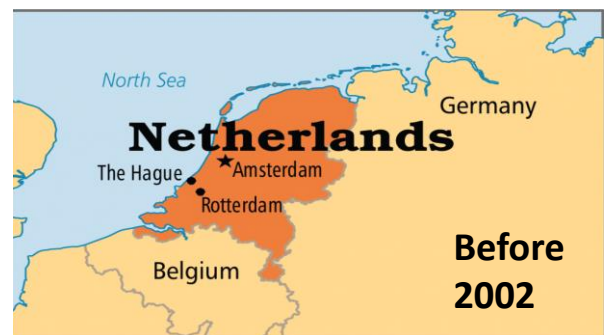 North Sea
Germany
Netherlands
The Hague
Amsterdam
Rotterdam
Belgium
Before
2002